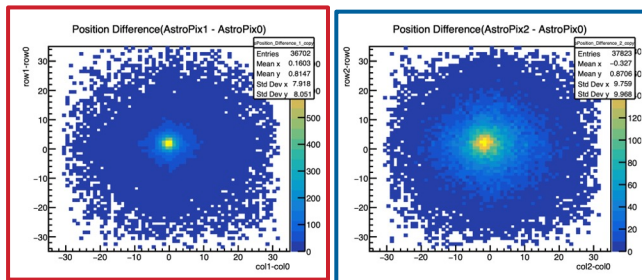 Position Difference(AstroPix1 - AstroPix0)
row1-row0
Position_Difference_1_copy
Entries 36702
Mean x 0.1603
Mean y 0.8147
Std Dev x 7.918
Std Dev y 8.051
30
20
10
0
-10
-20
-30
-30 -20 -10 0 10 20 30
col1-col0
500
400
300
200
100
0
Position Difference(AstroPix2 - AstroPix0)
row2-row0
Position_Difference_2_copy
Entries 37823
Mean x -0.327
Mean y 0.8706
Std Dev x 9.759
Std Dev y 9.968
30
20
10
0
-10
-20
-30
-30 -20 -10 0 10 20 30
col2-col0
120
100
80
60
40
20
0